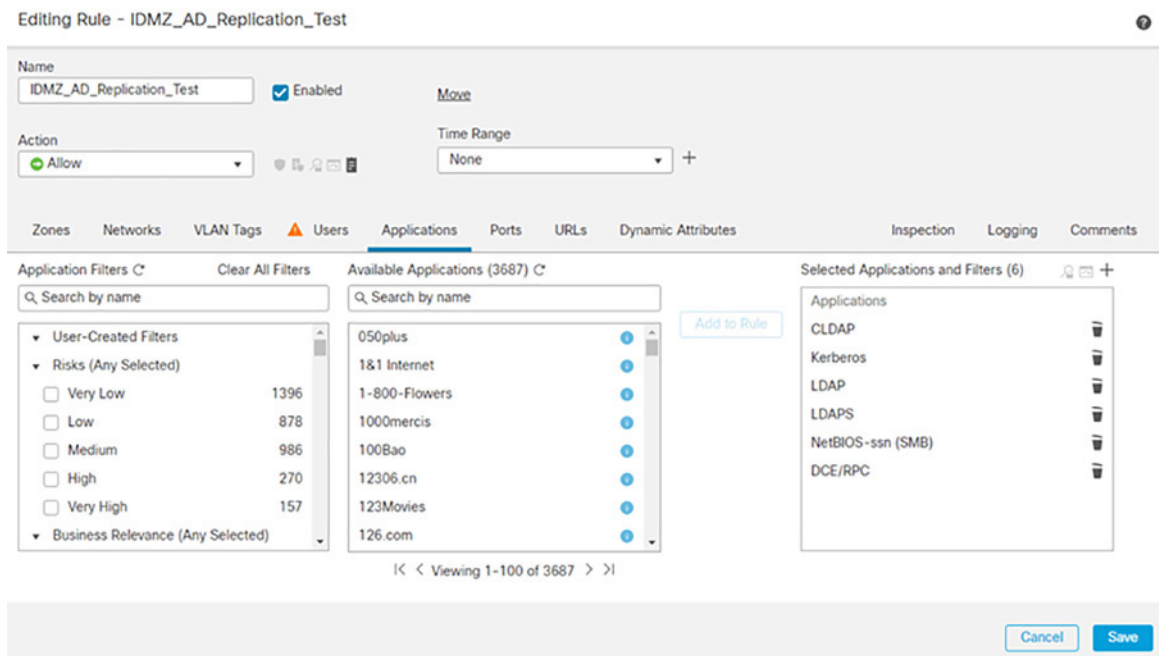 Editing Rule - IDMZ_AD_Replication_Test
Name
IDMZ_AD_Replication_Test
Enabled
Move
Action
Allow
Time Range
None
Zones Networks VLAN Tags Users Applications Ports URLs Dynamic Attributes Inspection Logging Comments
Application Filters Clear All Filters
Search by name
User-Created Filters
Risks (Any Selected)
Very Low 1396
Low 878
Medium 986
High 270
Very High 157
Business Relevance (Any Selected)
Available Applications (3687)
Search by name
050plus
1&1 Internet
1-800-Flowers
1000mercis
100Bao
12306.cn
123Movies
126.com
Viewing 1-100 of 3687
Add to Rule
Selected Applications and Filters (6)
Applications
CLDAP
Kerberos
LDAP
LDAPS
NetBIOS-ssn (SMB)
DCE/RPC
Cancel Save